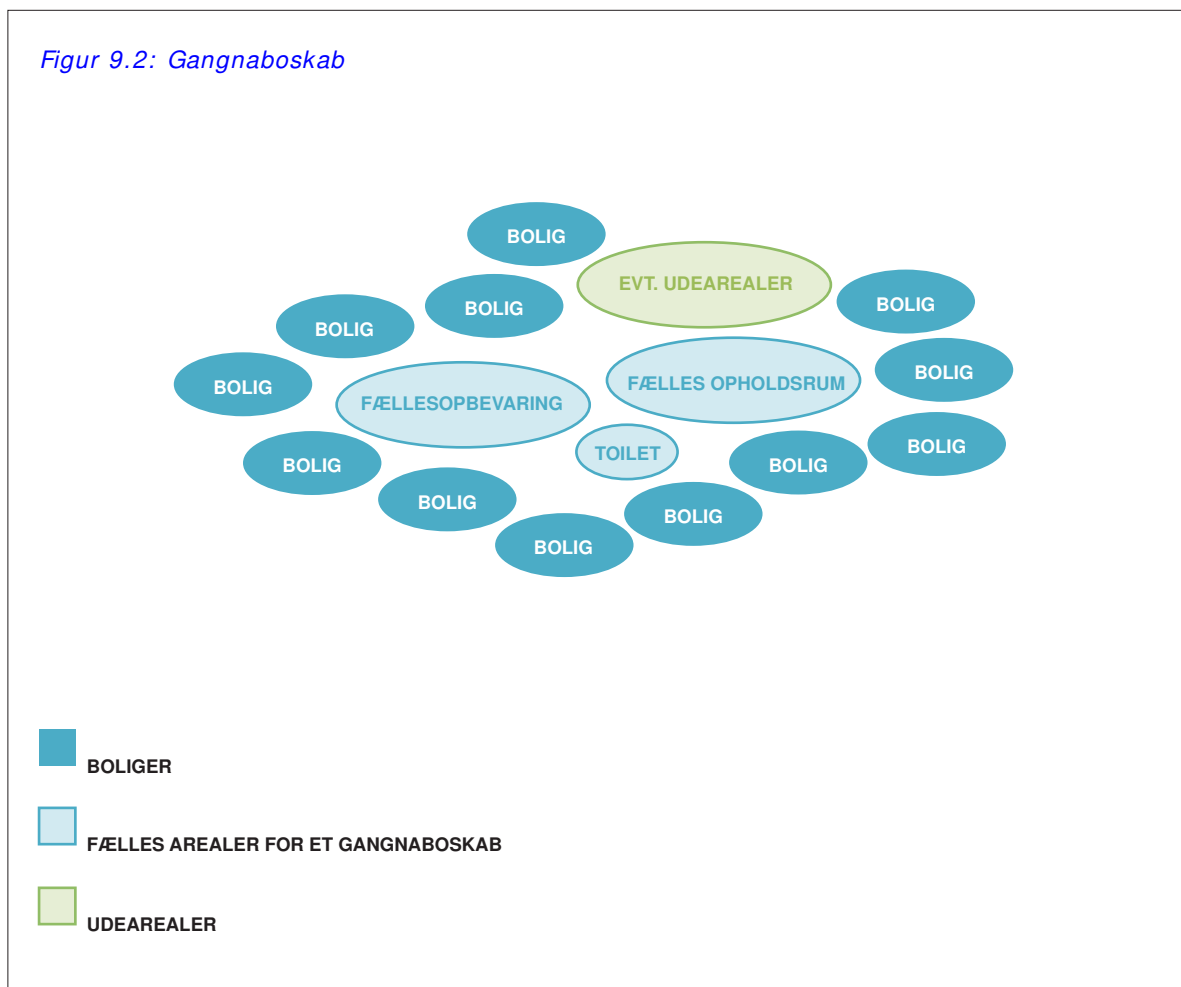 Figur 9.2: Gangnaboskab
BOLIG
EVT. UDEAREALER
BOLIG
BOLIG
BOLIG
BOLIG
BOLIG
BOLIG
FÆLLES OPHOLDSRUM
FÆLLESOPBEVARING
BOLIG
TOILET
BOLIG
BOLIG
BOLIG
BOLIG
BOLIG
BOLIGER
FÆLLES AREALER FOR ET GANGNABOSKAB
UDEAREALER